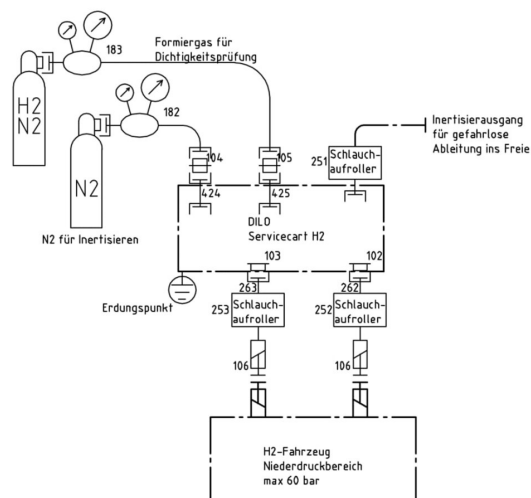 183
Formiergas für
Dichtigkeitsprüfung
H2
N2
182
N2
N2 für Inertisieren
104
105
251
Schlauch-
aufroller
Inertisierausgang
für gefahrlose
Ableitung ins Freie
424
425
DILO
Servicecart H2
103
102
Erdungspunkt
263
262
253
Schlauch-
aufroller
252
Schlauch-
aufroller
106
106
H2-Fahrzeug
Niederdruckbereich
max 60 bar